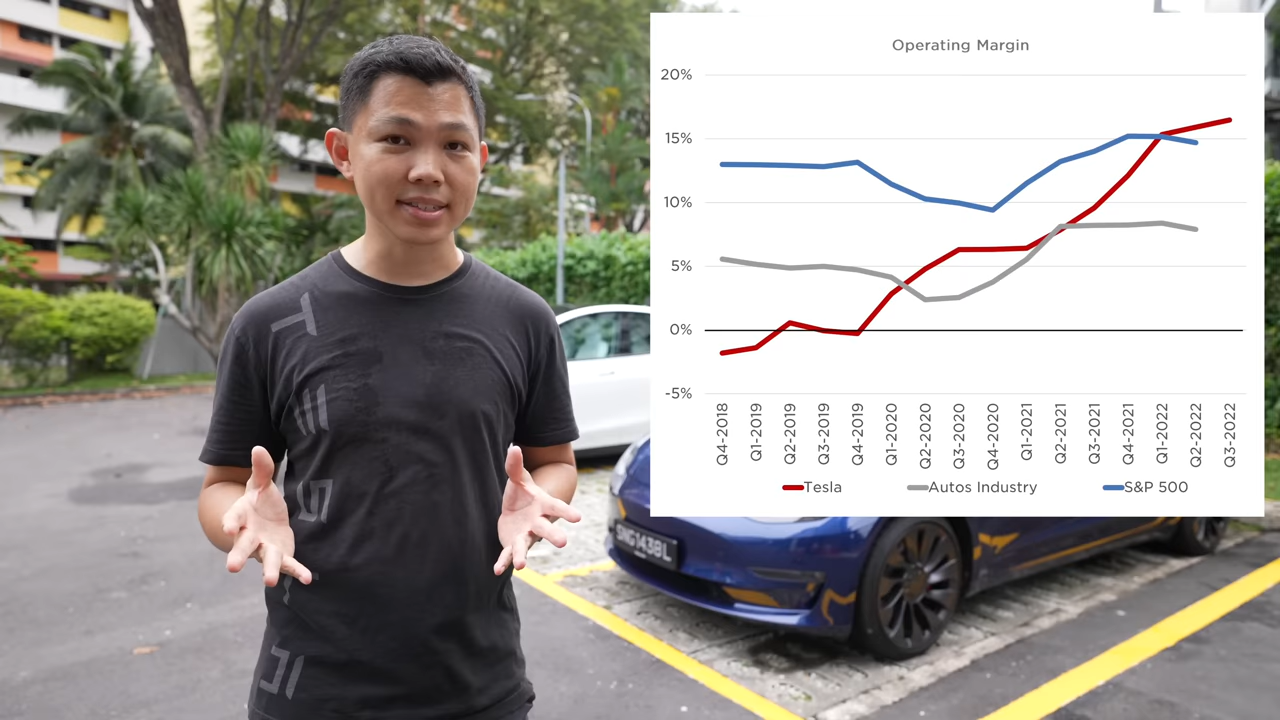 Operating Margin
20%
15%
10%
5%
0%
-5%
Q4-2018
Q1-2019
Q2-2019
Q3-2019
Q4-2019
Q1-2020
Q2-2020
Q3-2020
Q4-2020
Q1-2021
Q2-2021
Q3-2021
Q4-2021
Q1-2022
Q2-2022
Q3-2022
Tesla
Autos Industry
S&P 500
T
E
S